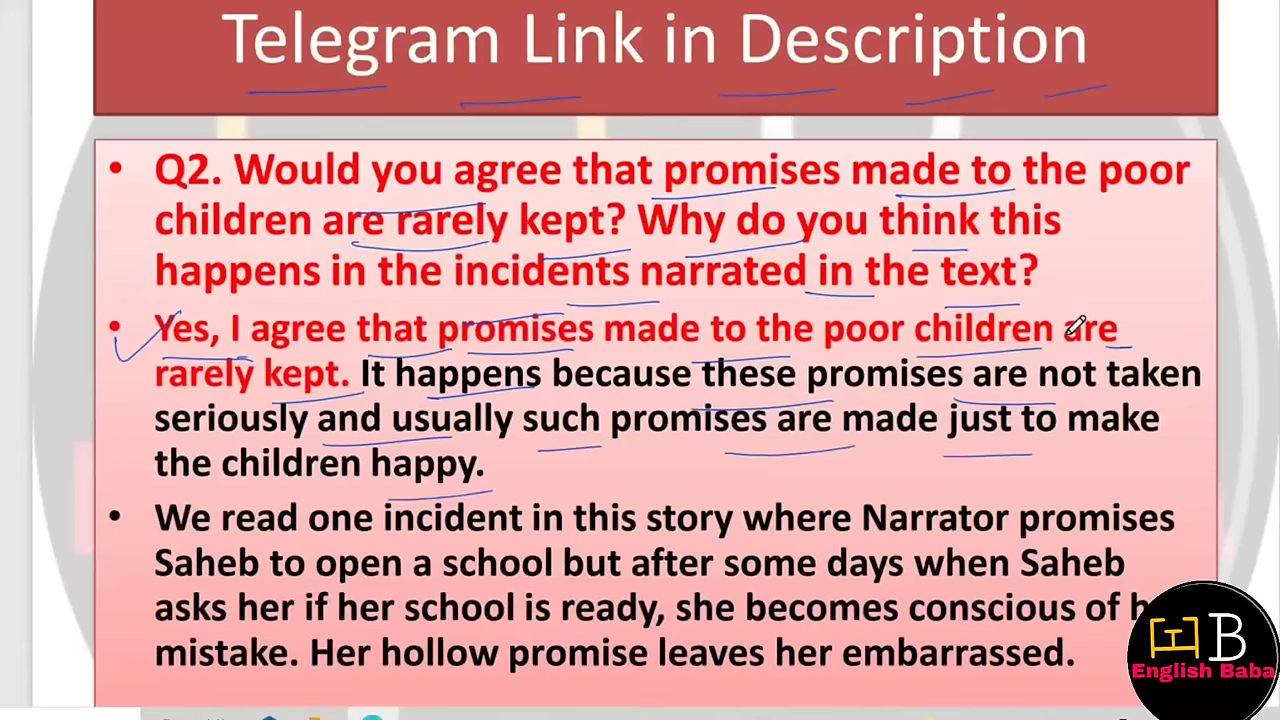 Telegram Link in Description
• Q2. Would you agree that promises made to the poor
children are rarely kept? Why do you think this
happens in the incidents narrated in the text?
• Yes, I agree that promises made to the poor children are
rarely kept. It happens because these promises are not taken
seriously and usually such promises are made just to make
the children happy.
• We read one incident in this story where Narrator promises
Saheb to open a school but after some days when Saheb
asks her if her school is ready, she becomes conscious of
mistake. Her hollow promise leaves her embarrassed.
B
English Baba